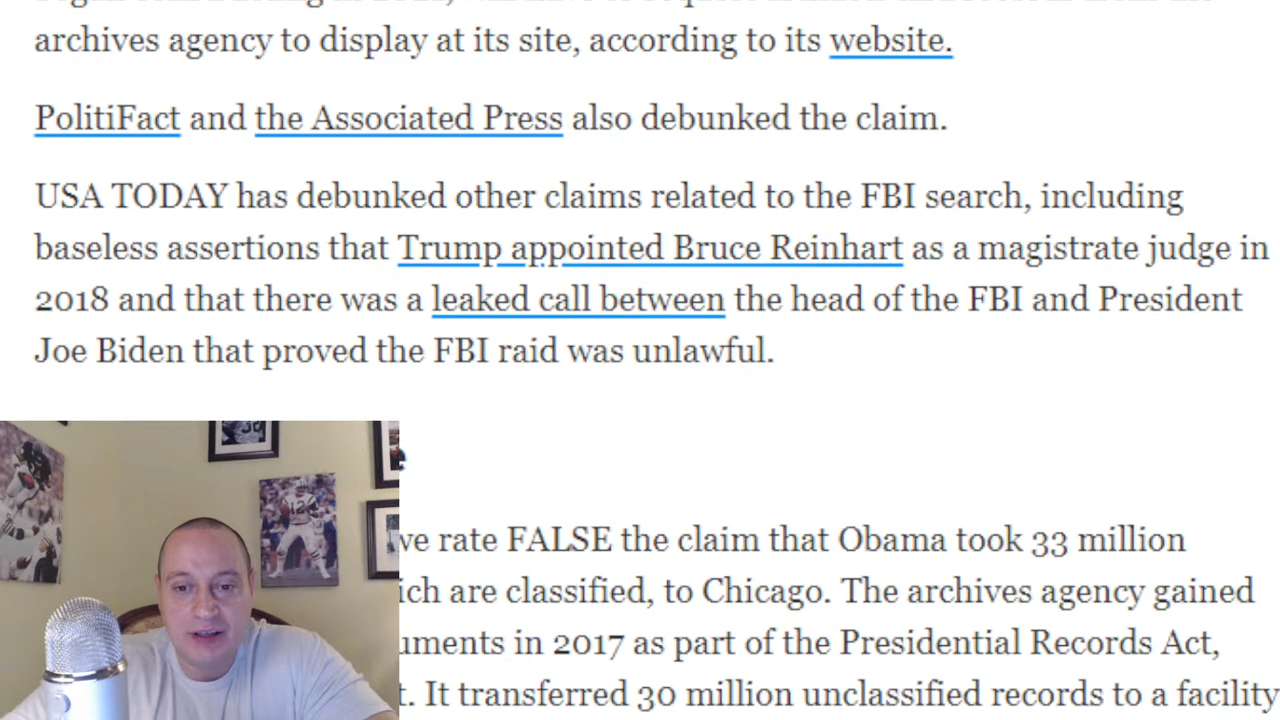 archives agency to display at its site, according to its website.
PolitiFact and the Associated Press also debunked the claim.
USA TODAY has debunked other claims related to the FBI search, including
baseless assertions that Trump appointed Bruce Reinhart as a magistrate judge in
2018 and that there was a leaked call between the head of the FBI and President
Joe Biden that proved the FBI raid was unlawful.
we rate FALSE the claim that Obama took 33 million
are classified, to Chicago. The archives agency gained
in 2017 as part of the Presidential Records Act,
It transferred 30 million unclassified records to a facility
12